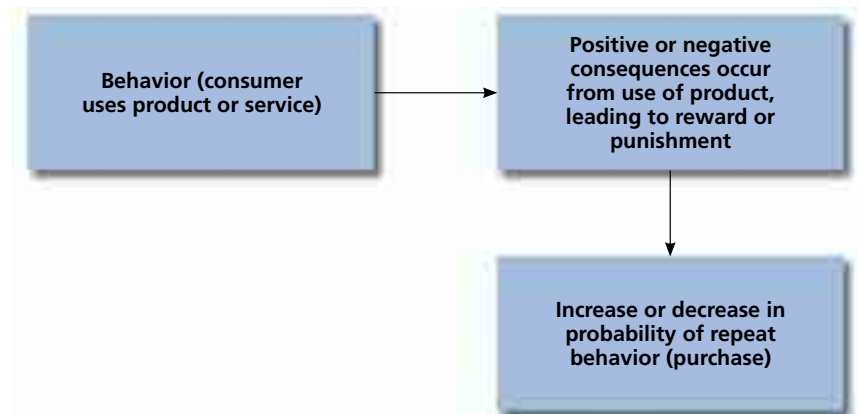 Behavior (consumer
uses product or service)
Positive or negative
consequences occur
from use of product,
leading to reward or
punishment
Increase or decrease in
probability of repeat
behavior (purchase)